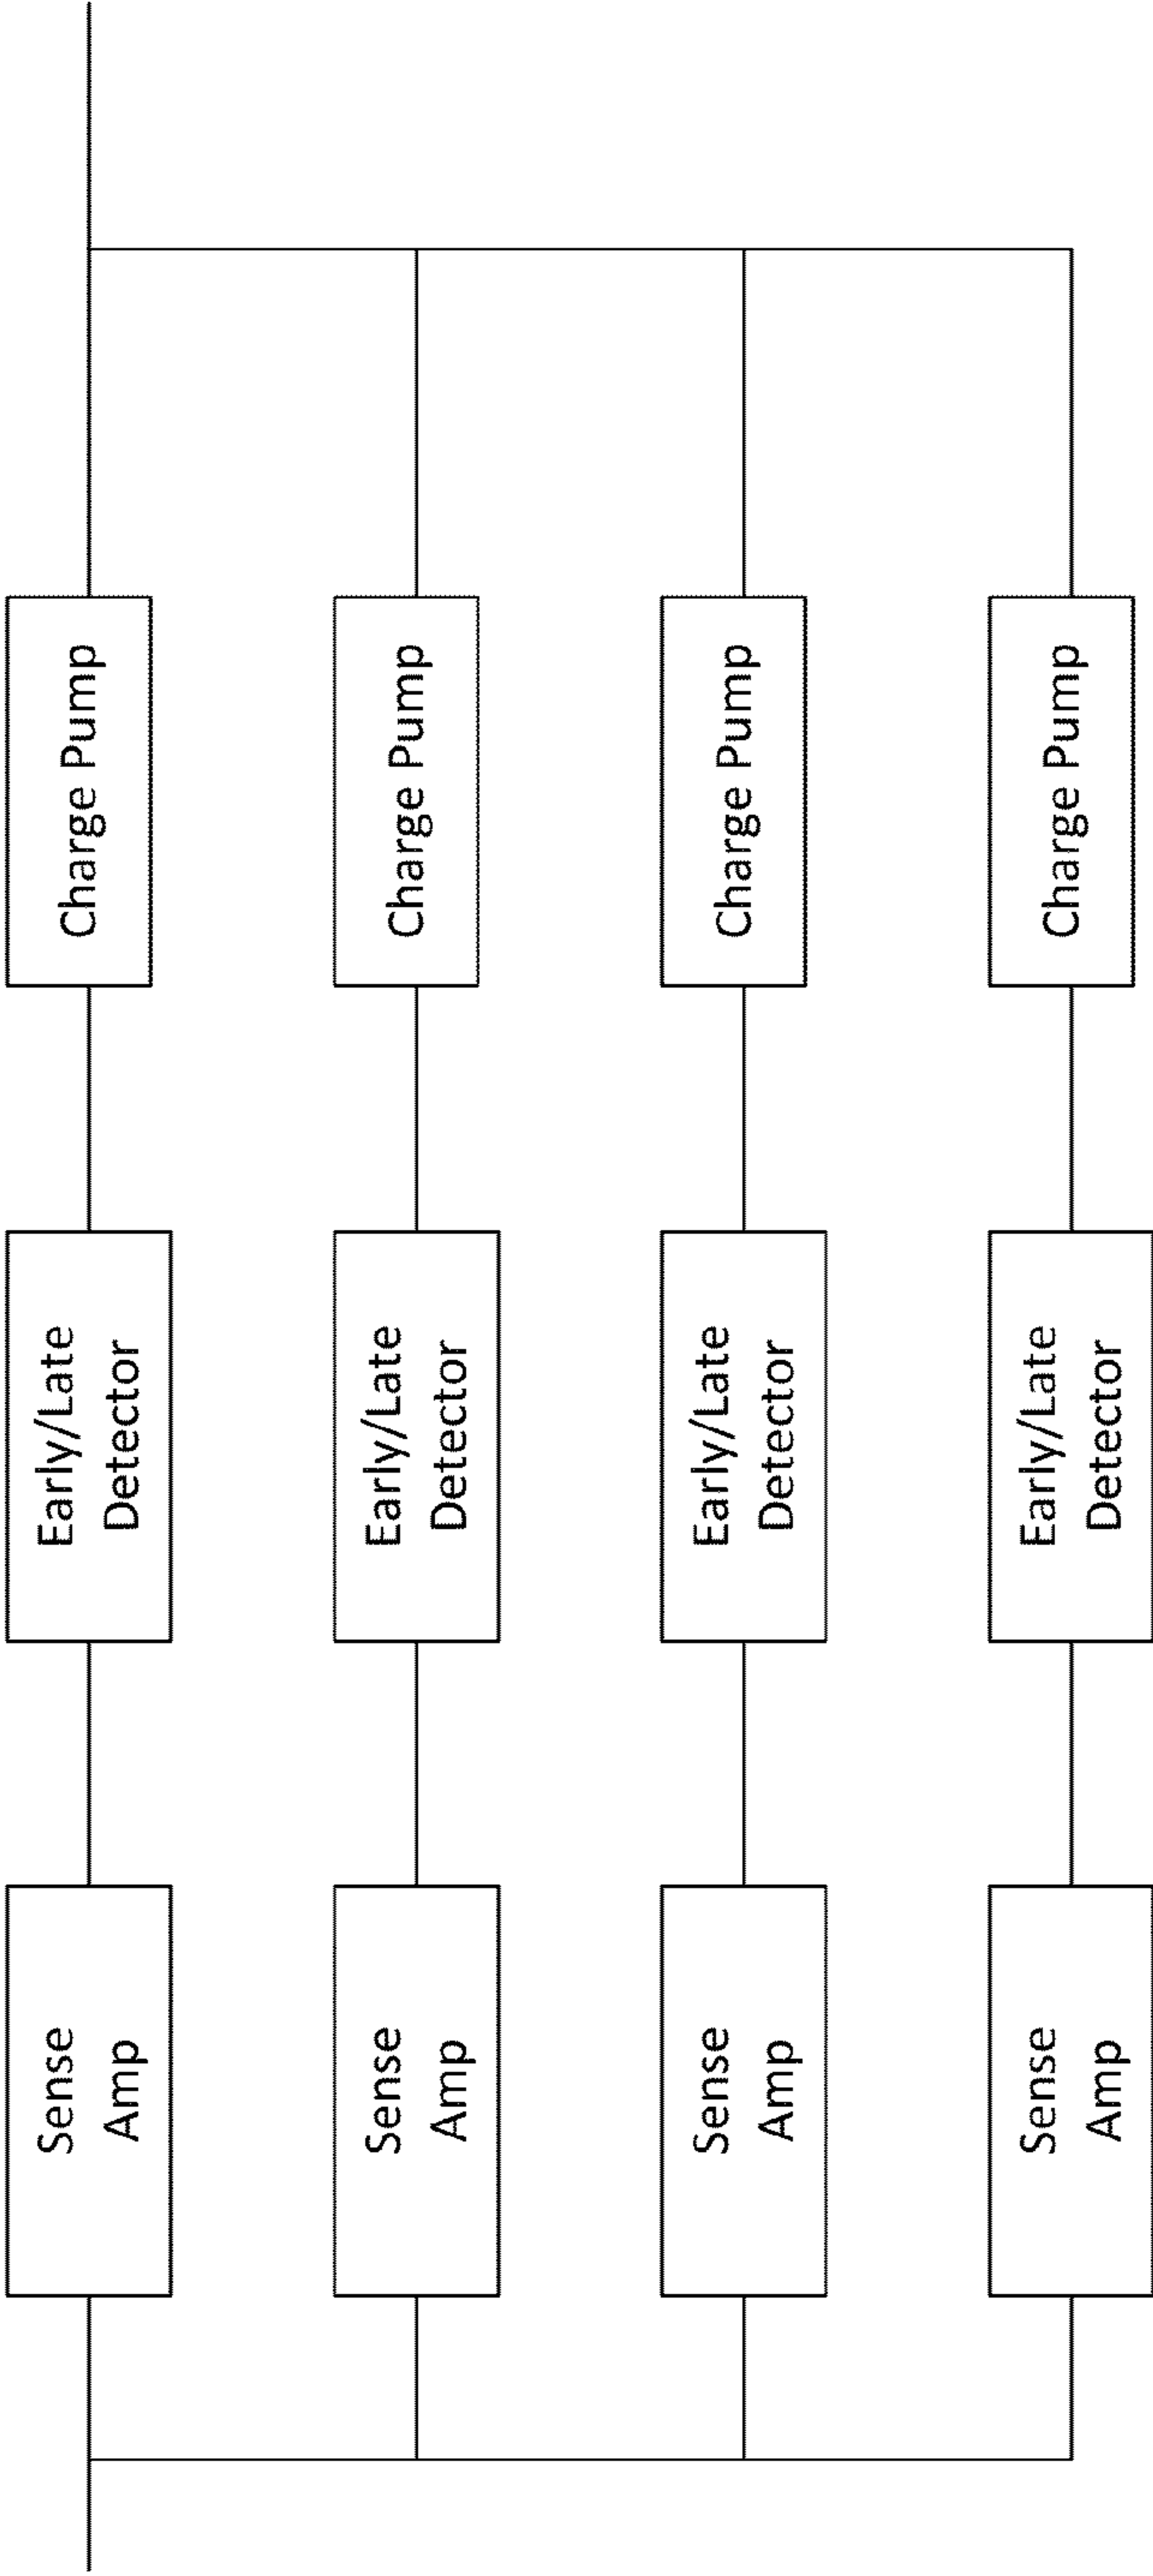 Sense
Amp
Early/Late
Detector
Charge Pump
Sense
Amp
Early/Late
Detector
Charge Pump
Sense
Amp
Early/Late
Detector
Charge Pump
Sense
Amp
Early/Late
Detector
Charge Pump